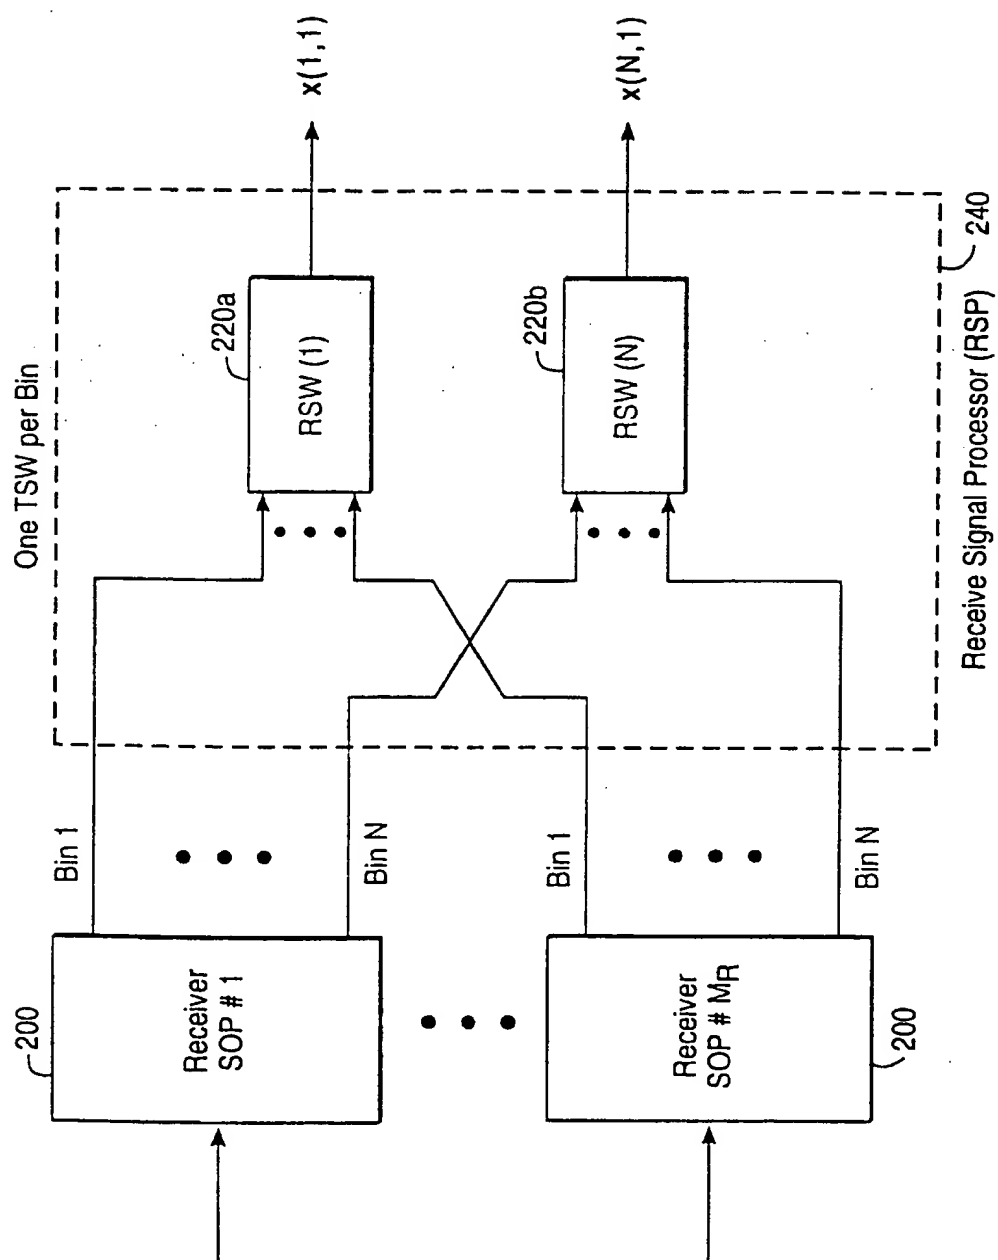 One TSW per Bin
200
Receiver
SOP # 1
Bin 1
Bin N
220a
RSW (1)
x(1,1)
Receiver
SOP # MR
200
Bin 1
Bin N
220b
RSW (N)
x(N,1)
240
Receive Signal Processor (RSP)